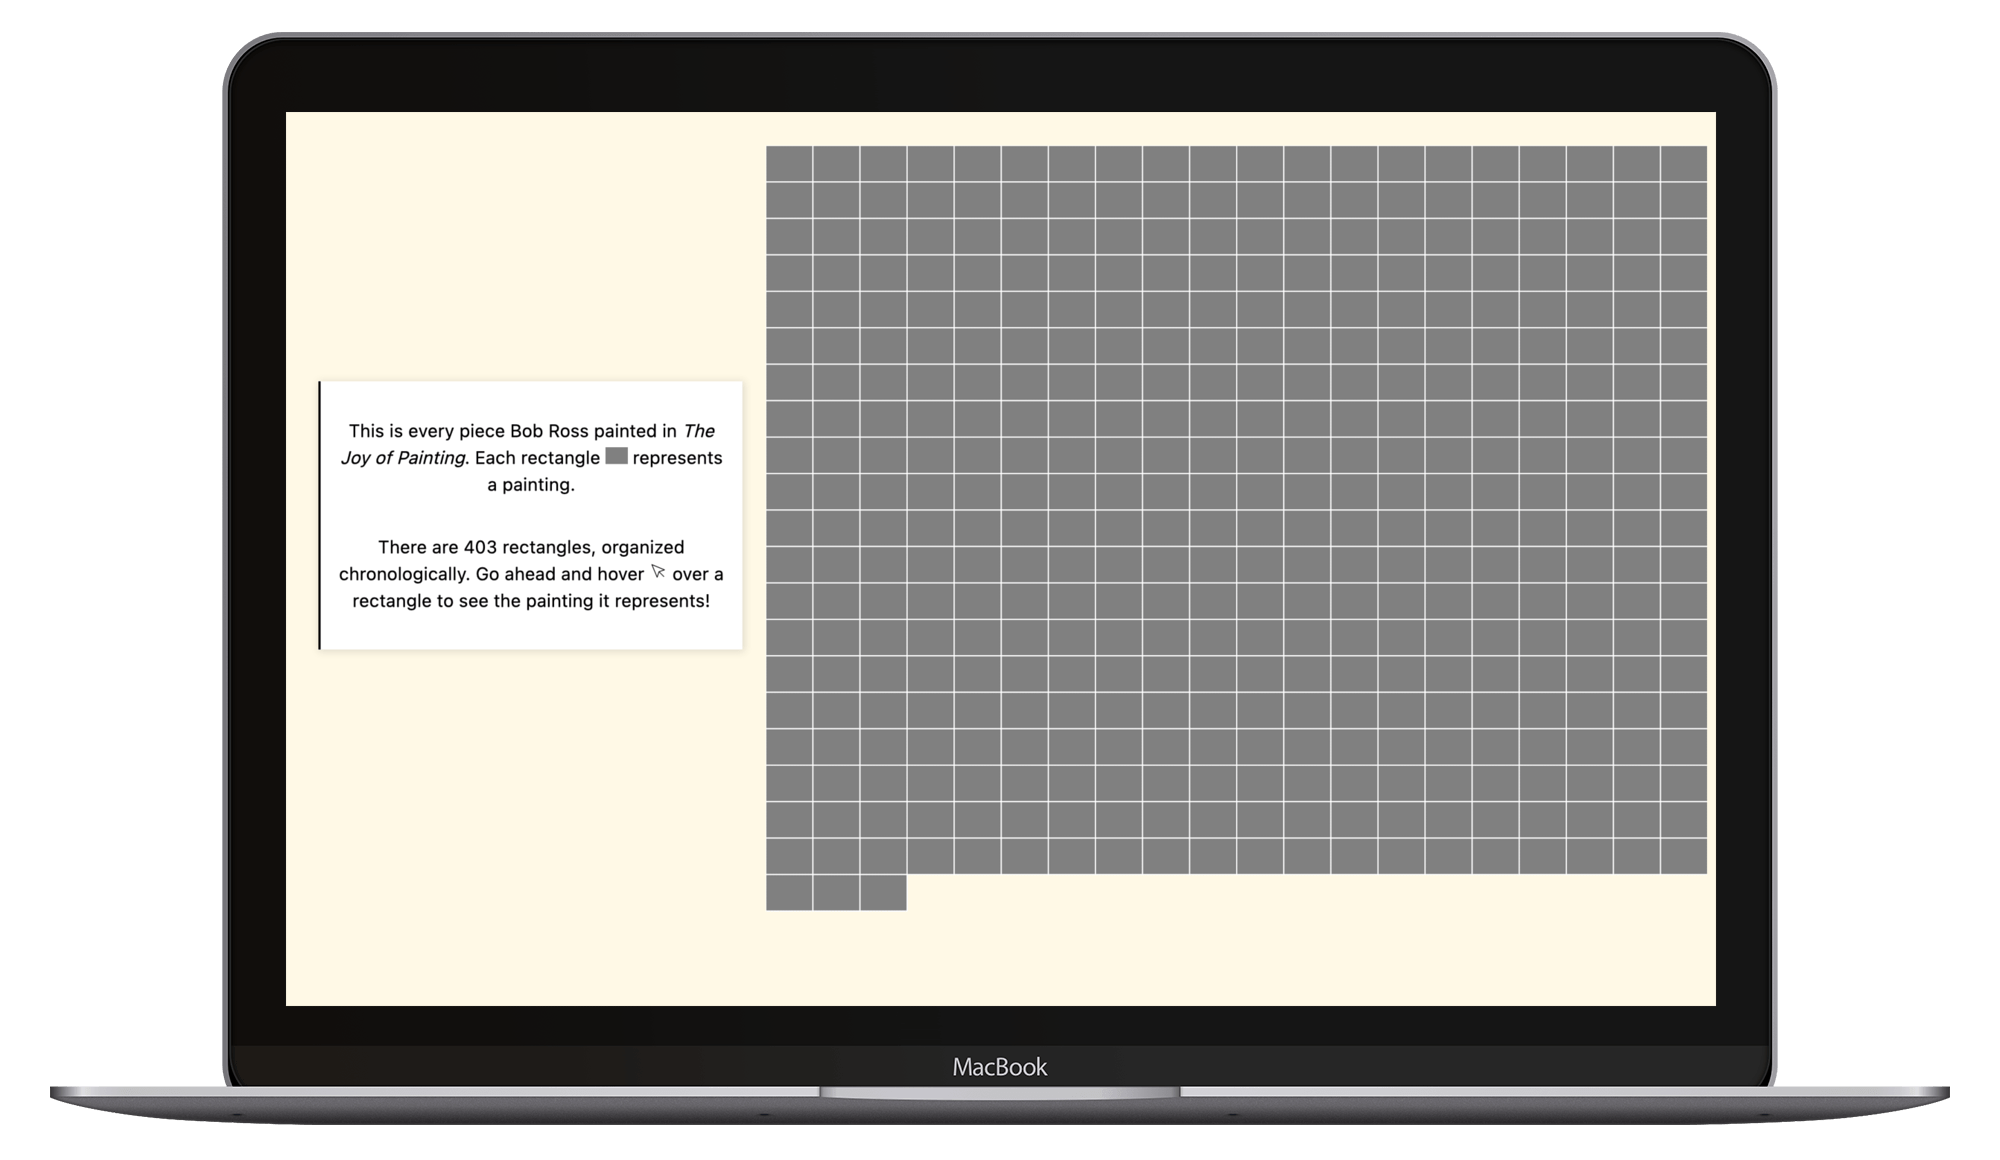 This is every piece Bob Ross painted in The
Joy of Painting. Each rectangle represents
a painting.
There are 403 rectangles, organized
chronologically. Go ahead and hover over a
rectangle to see the painting it represents!
MacBook